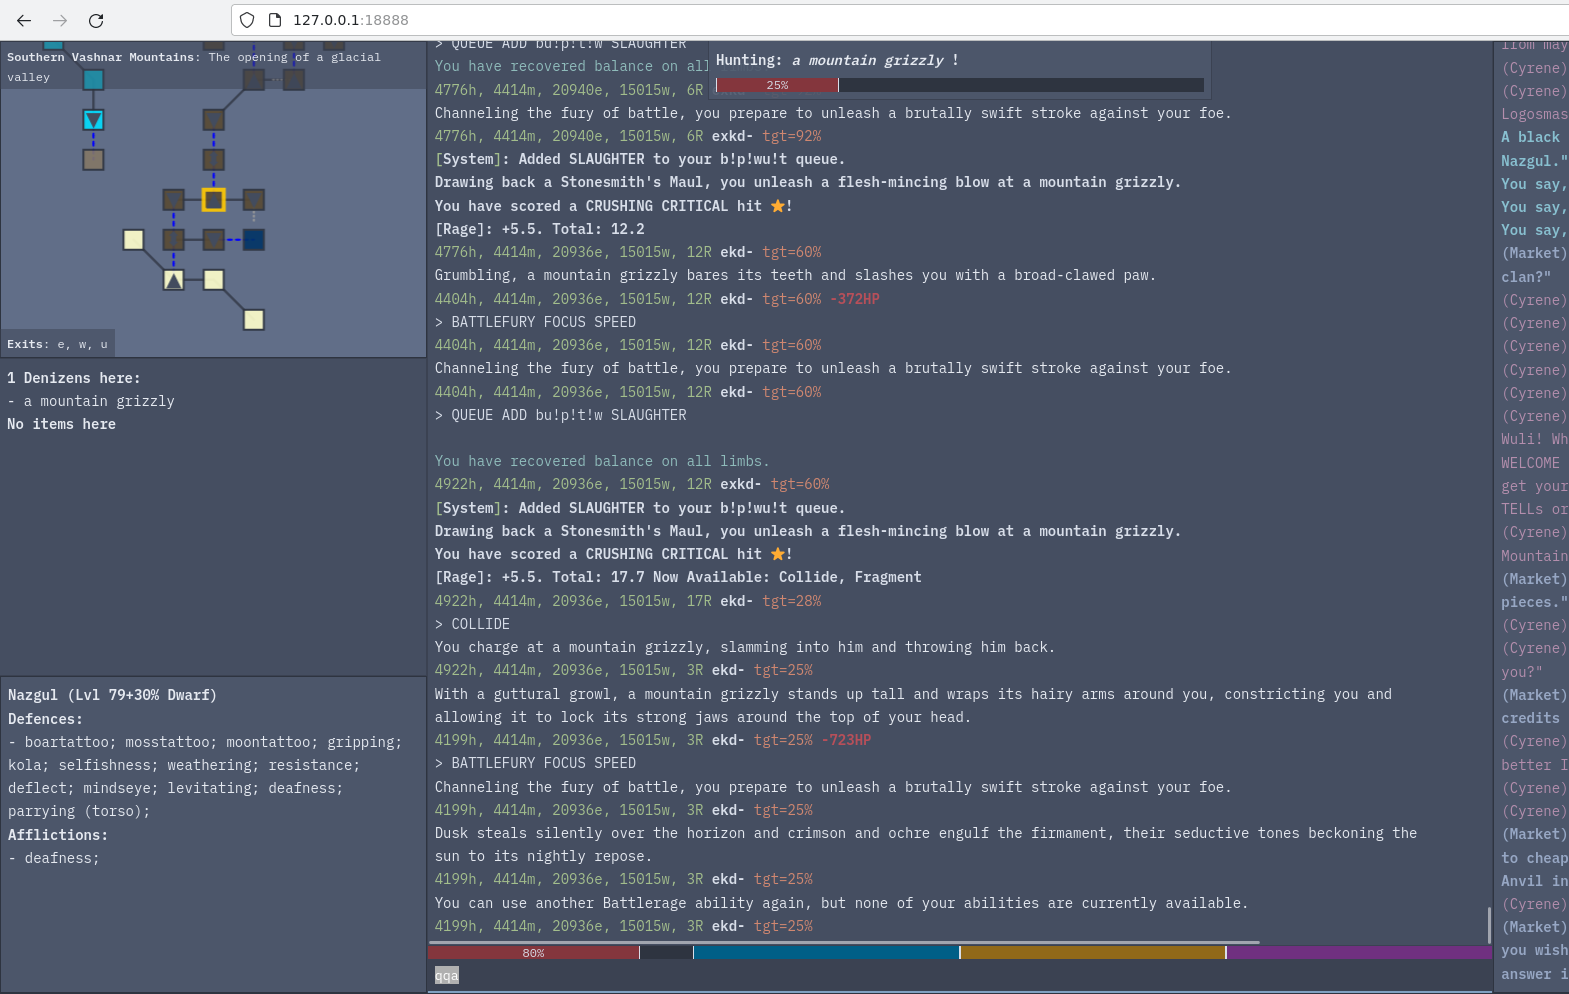 127.0.0.1:18888
Southern Vashnar Mountains: The opening of a glacial
valley
Exits: e, w, u
1 Denizens here:
- a mountain grizzly
No items here
Nazgul (Lvl 79+30% Dwarf)
Defences:
- boartattoo; mosstattoo; moontattoo; gripping;
kola; selfishness; weathering; resistance;
deflect; mindseye; levitating; deafness;
parrying (torso);
Afflictions:
- deafness;
> QUEUE ADD bu!p!t!w SLAUGHTER
You have recovered balance on all
4776h, 4414m, 20940e, 15015w, 6R
Hunting: a mountain grizzly !
25%
Channeling the fury of battle, you prepare to unleash a brutally swift stroke against your foe.
4776h, 4414m, 20940e, 15015w, 6R exkd- tgt=92%
[System]: Added SLAUGHTER to your b!p!wu!t queue.
Drawing back a Stonesmith's Maul, you unleash a flesh-mincing blow at a mountain grizzly.
You have scored a CRUSHING CRITICAL hit ⭐!
[Rage]: +5.5. Total: 12.2
4776h, 4414m, 20936e, 15015w, 12R ekd- tgt=60%
Grumbling, a mountain grizzly bares its teeth and slashes you with a broad-clawed paw.
4404h, 4414m, 20936e, 15015w, 12R ekd- tgt=60% -372HP
> BATTLEFURY FOCUS SPEED
4404h, 4414m, 20936e, 15015w, 12R ekd- tgt=60%
Channeling the fury of battle, you prepare to unleash a brutally swift stroke against your foe.
4404h, 4414m, 20936e, 15015w, 12R ekd- tgt=60%
> QUEUE ADD bu!p!t!w SLAUGHTER
You have recovered balance on all limbs.
4922h, 4414m, 20936e, 15015w, 12R exkd- tgt=60%
[System]: Added SLAUGHTER to your b!p!wu!t queue.
Drawing back a Stonesmith's Maul, you unleash a flesh-mincing blow at a mountain grizzly.
You have scored a CRUSHING CRITICAL hit ⭐!
[Rage]: +5.5. Total: 17.7 Now Available: Collide, Fragment
4922h, 4414m, 20936e, 15015w, 17R ekd- tgt=28%
> COLLIDE
You charge at a mountain grizzly, slamming into him and throwing him back.
4922h, 4414m, 20936e, 15015w, 3R ekd- tgt=25%
With a guttural growl, a mountain grizzly stands up tall and wraps its hairy arms around you, constricting you and
allowing it to lock its strong jaws around the top of your head.
4199h, 4414m, 20936e, 15015w, 3R ekd- tgt=25% -723HP
> BATTLEFURY FOCUS SPEED
Channeling the fury of battle, you prepare to unleash a brutally swift stroke against your foe.
4199h, 4414m, 20936e, 15015w, 3R ekd- tgt=25%
Dusk steals silently over the horizon and crimson and ochre engulf the firmament, their seductive tones beckoning the
sun to its nightly repose.
4199h, 4414m, 20936e, 15015w, 3R ekd- tgt=25%
You can use another Battlerage ability again, but none of your abilities are currently available.
4199h, 4414m, 20936e, 15015w, 3R ekd- tgt=25%
80%
qqa
from may
(Cyrene)
(Cyrene)
Logosmas
A black
Nazgul."
You say,
You say,
You say,
(Market)
clan?"
(Cyrene)
(Cyrene)
(Cyrene)
(Cyrene)
(Cyrene)
(Cyrene)
Wuli! Wh
WELCOME
get your
TELLs or
(Cyrene)
Mountain
(Market)
pieces."
(Cyrene)
(Cyrene)
you?"
(Market)
credits
(Cyrene)
better I
(Cyrene)
(Cyrene)
(Market)
to cheap
Anvil in
(Cyrene)
(Market)
you wish
answer i